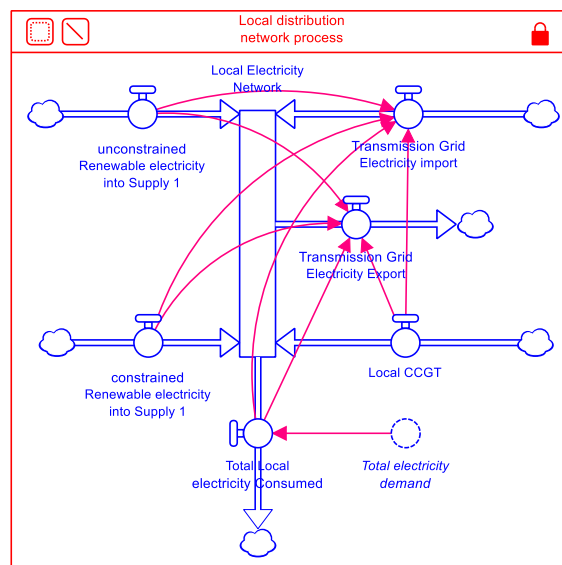 Local distribution
network process
Local Electricity
Network
unconstrained
Renewable electricity
into Supply 1
Transmission Grid
Electricity import
Transmission Grid
Electricity Export
constrained
Renewable electricity
into Supply 1
Local CCGT
Total Local
electricity Consumed
Total electricity
demand